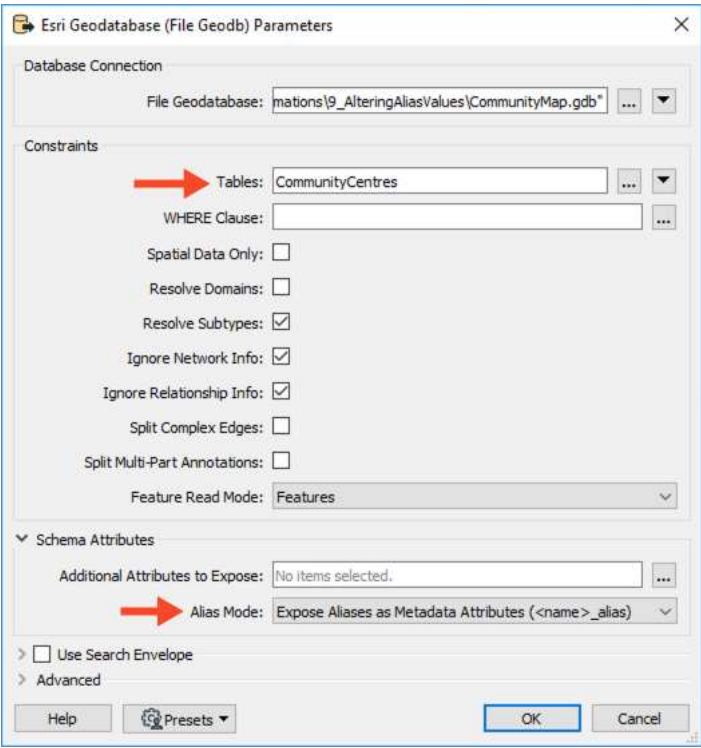 Esri Geodatabase (File Geodb) Parameters
Database Connection
File Geodatabase: mations\9_AlteringAliasValues\CommunityMap.gdb" ...
Constraints
Tables: CommunityCentres ...
WHERE Clause: ...
Spatial Data Only:
Resolve Domains:
Resolve Subtypes:
Ignore Network Info:
Ignore Relationship Info:
Split Complex Edges:
Split Multi-Part Annotations:
Feature Read Mode: Features
Schema Attributes
Additional Attributes to Expose: No items selected. ...
Alias Mode: Expose Aliases as Metadata Attributes (<name>_alias)
Use Search Envelope
Advanced
Help Presets OK Cancel